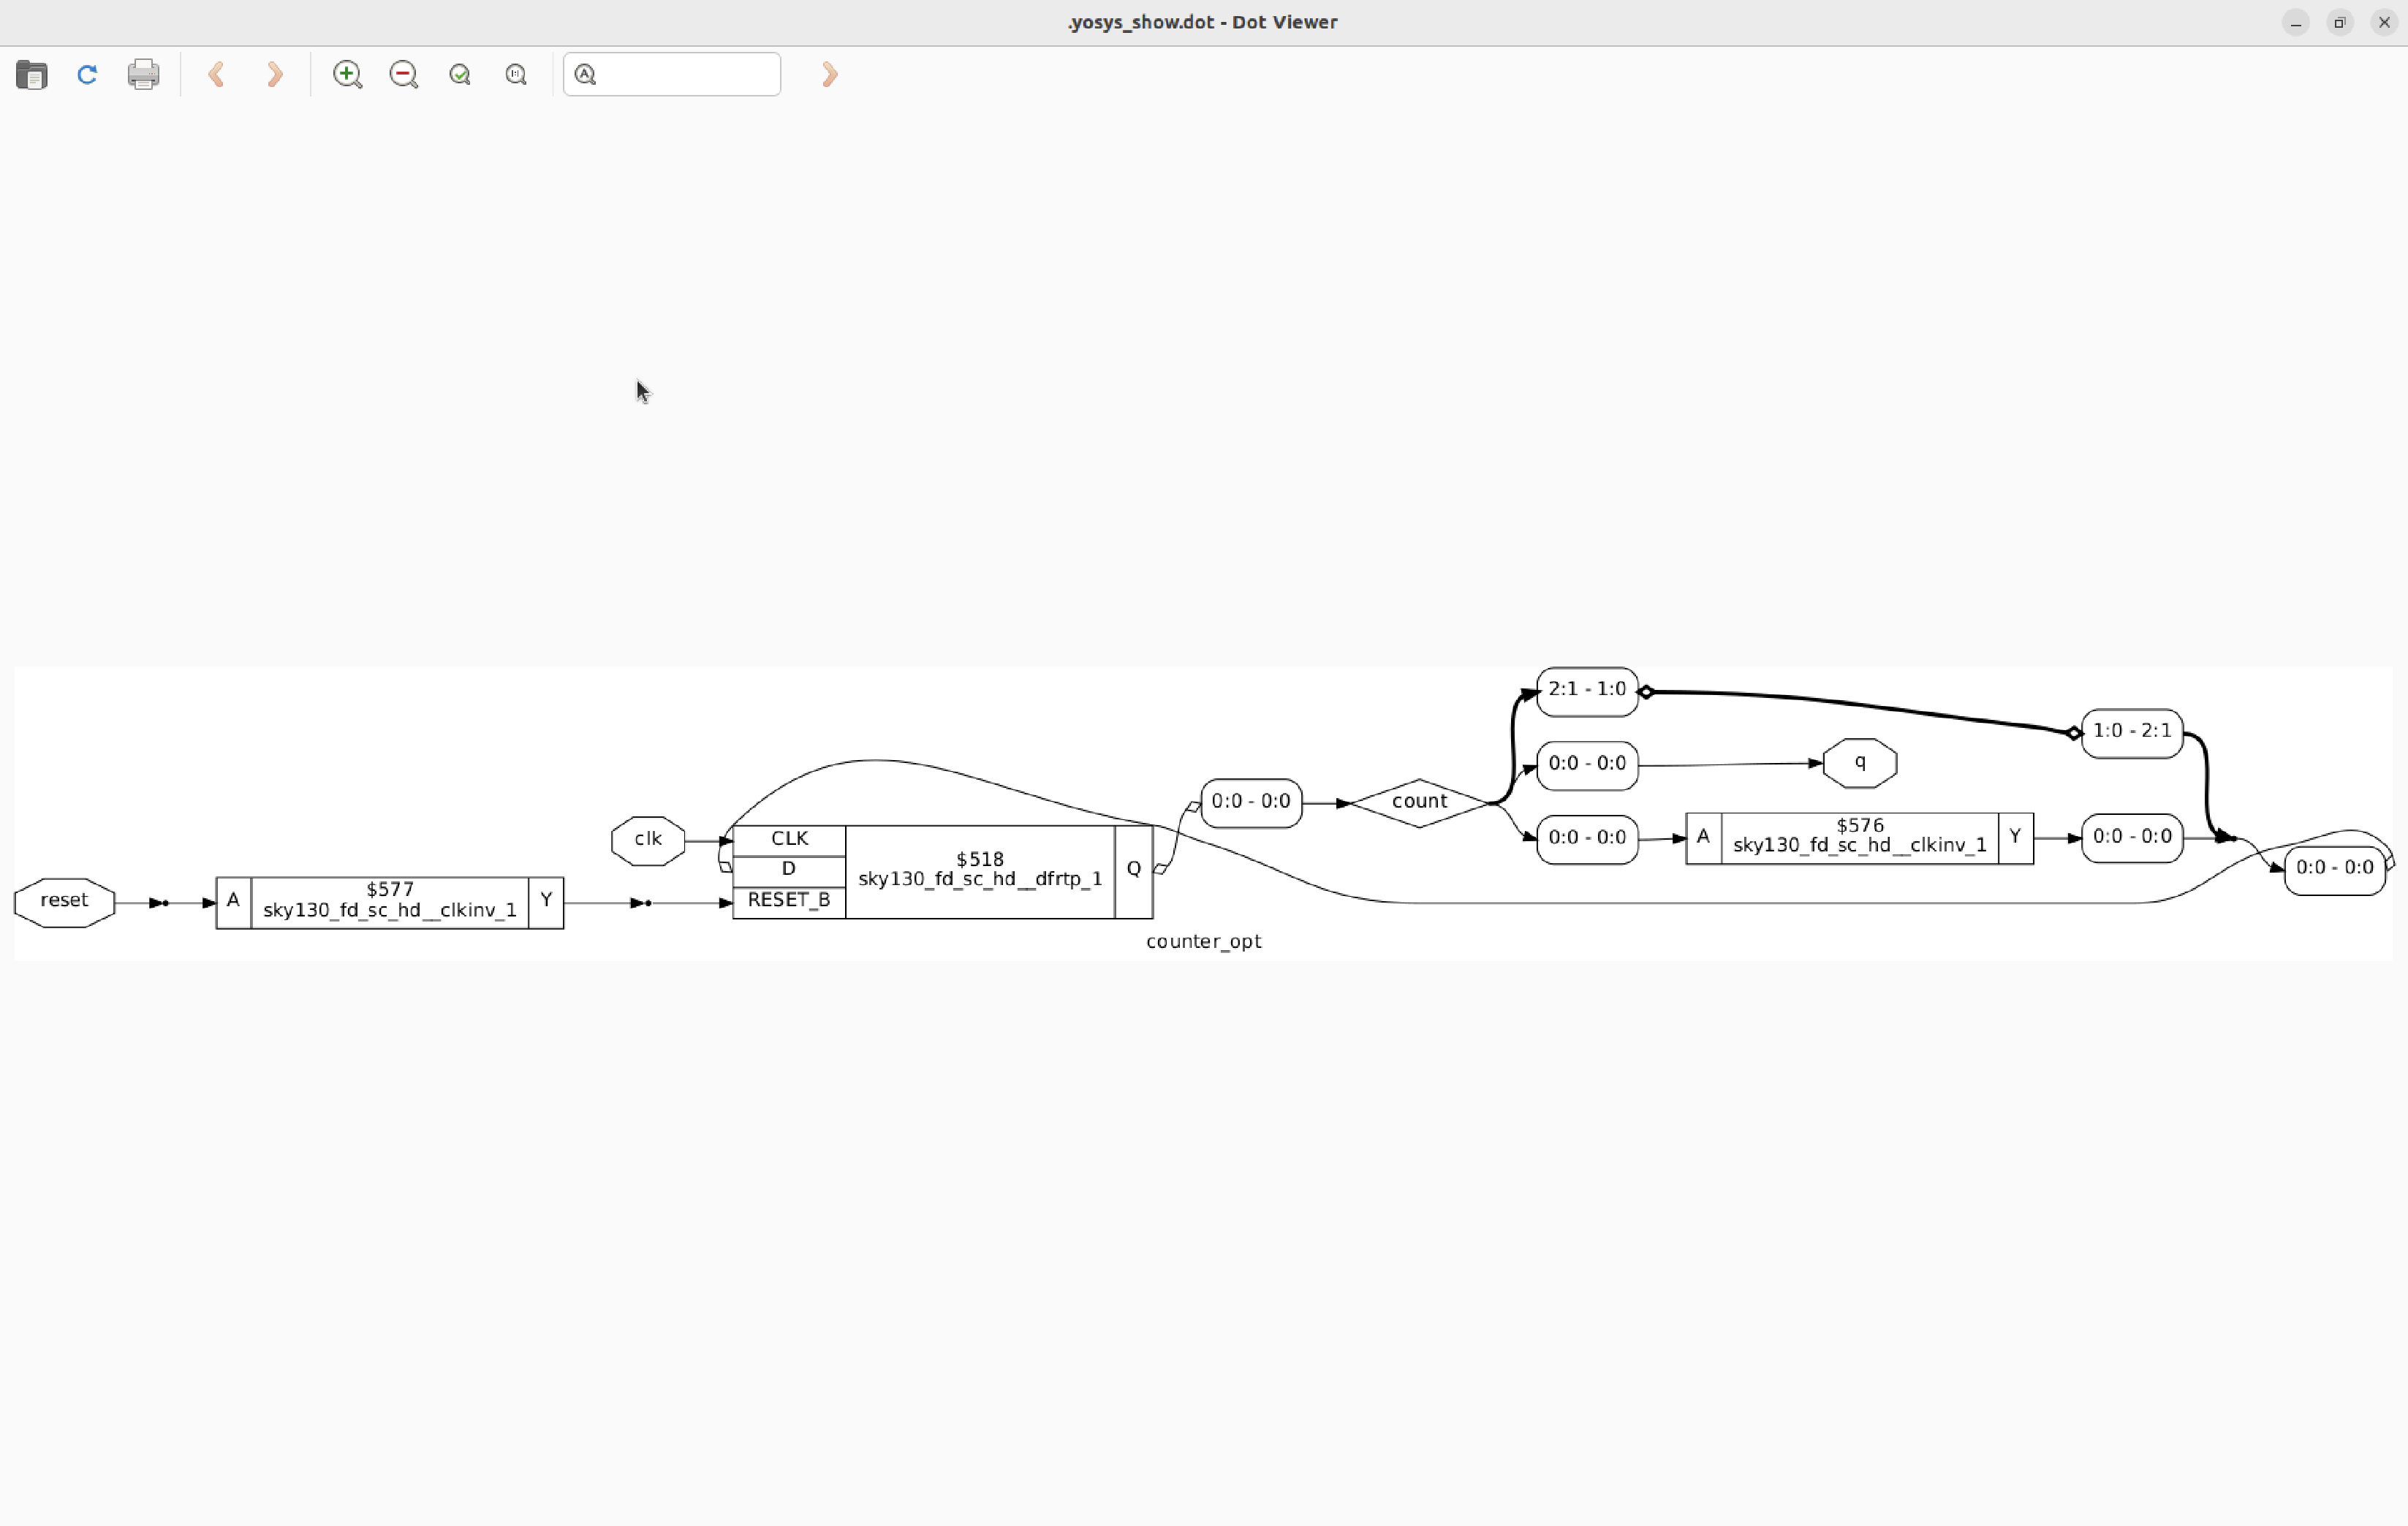 .yosys_show.dot - Dot Viewer
2:1 - 1:0
1:0 - 2:1
0:0 - 0:0
q
0:0 - 0:0
count
clk
CLK
D
RESET_B
$518
sky130_fd_sc_hd__dfrtp_1
Q
0:0 - 0:0
A
$576
sky130_fd_sc_hd__clkinv_1
Y
0:0 - 0:0
0:0 - 0:0
reset
A
$577
sky130_fd_sc_hd__clkinv_1
Y
counter_opt